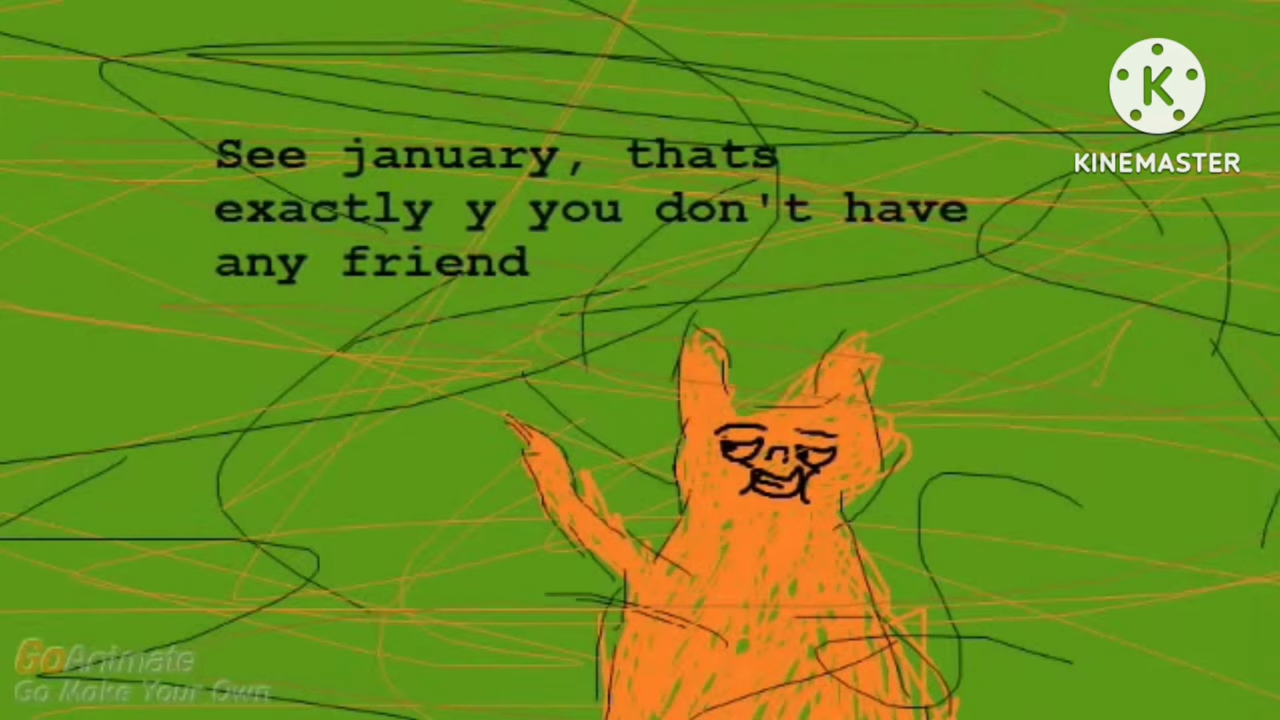 See january, thats
exactly y you don't have
any friend
K
KINEMASTER
GoAnimate
Go Make Your Own